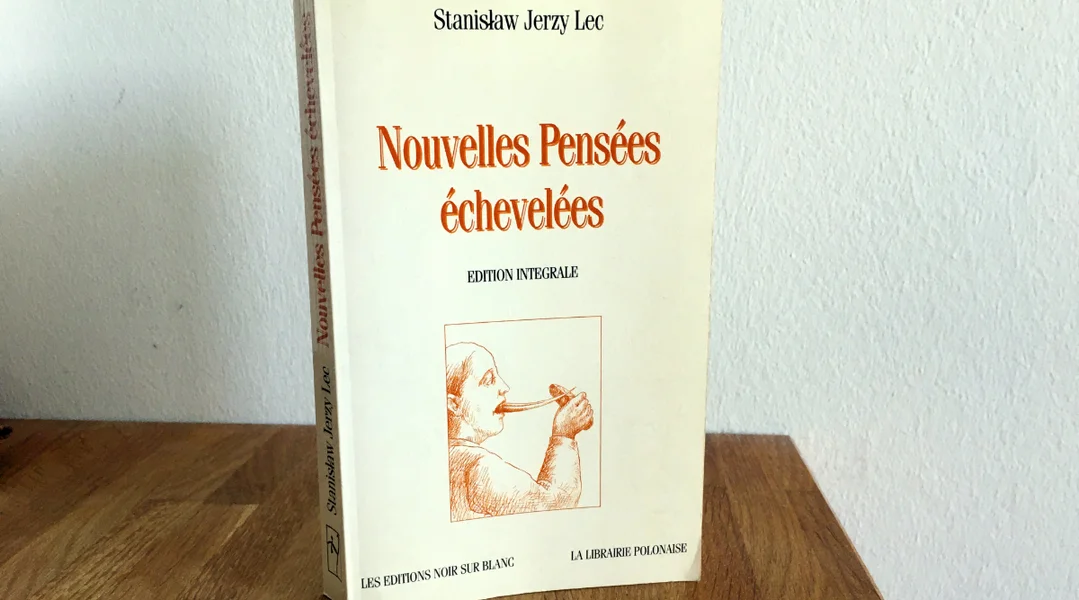 Stanisław Jerzy Lec
Nouvelles Pensées
échevelées
EDITION INTEGRALE
LES EDITIONS NOIR SUR BLANC
LA LIBRAIRIE POLONAISE
Stanisław Jerzy Lec
Nouvelles Pensées échevelées